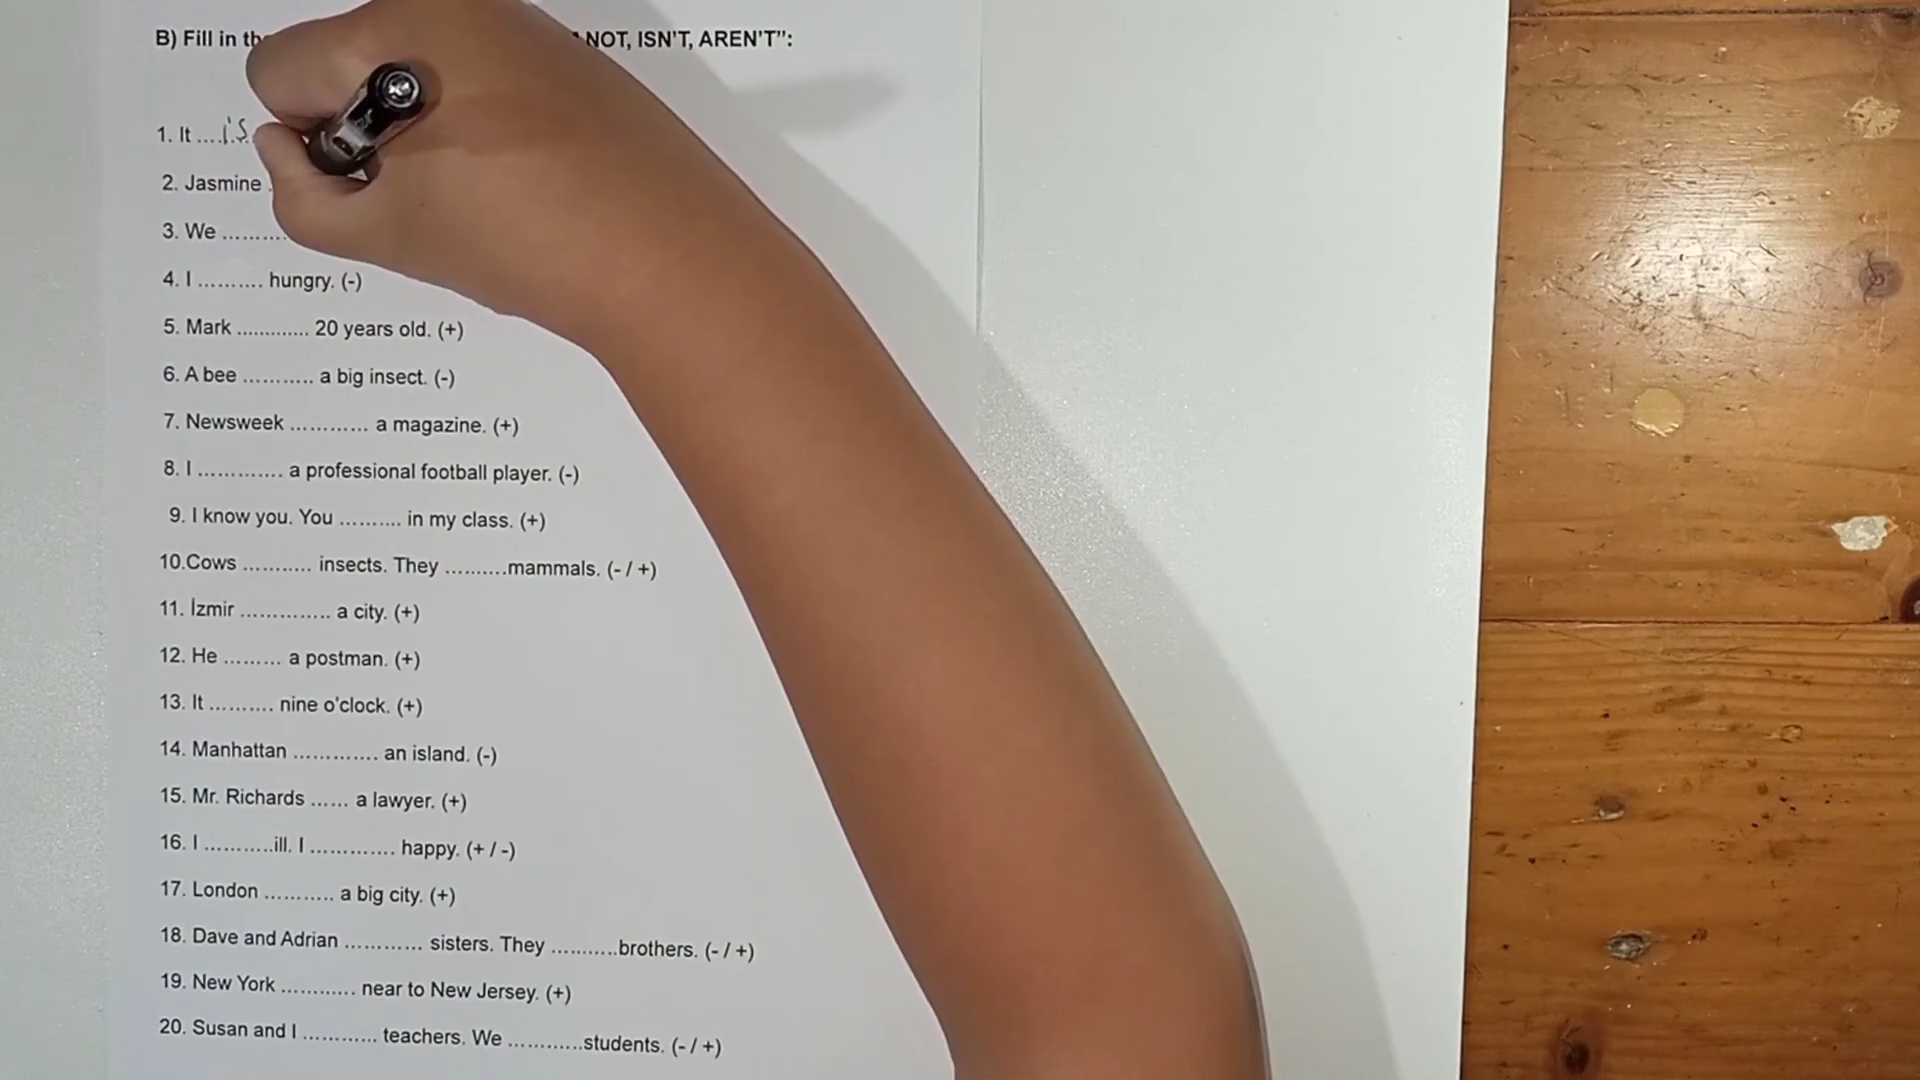 B) Fill in NOT, ISN'T, AREN'T":
1. It ....is.
2. Jasmine
3. We ..........
4. I .......... hungry. (-)
5. Mark ............ 20 years old. (+)
6. A bee ........... a big insect. (-)
7. Newsweek ............ a magazine. (+)
8. I ............. a professional football player. (-)
9. I know you. You .......... in my class. (+)
10.Cows ........... insects. They ..........mammals. (- / +)
11. İzmir .............. a city. (+)
12. He ......... a postman. (+)
13. It .......... nine o'clock. (+)
14. Manhattan ............. an island. (-)
15. Mr. Richards ...... a lawyer. (+)
16. I ...........ill. I ............. happy. (+ / -)
17. London ........... a big city. (+)
18. Dave and Adrian ............ sisters. They ..........brothers. (- / +)
19. New York ............ near to New Jersey. (+)
20. Susan and I ............ teachers. We ............students. (- / +)